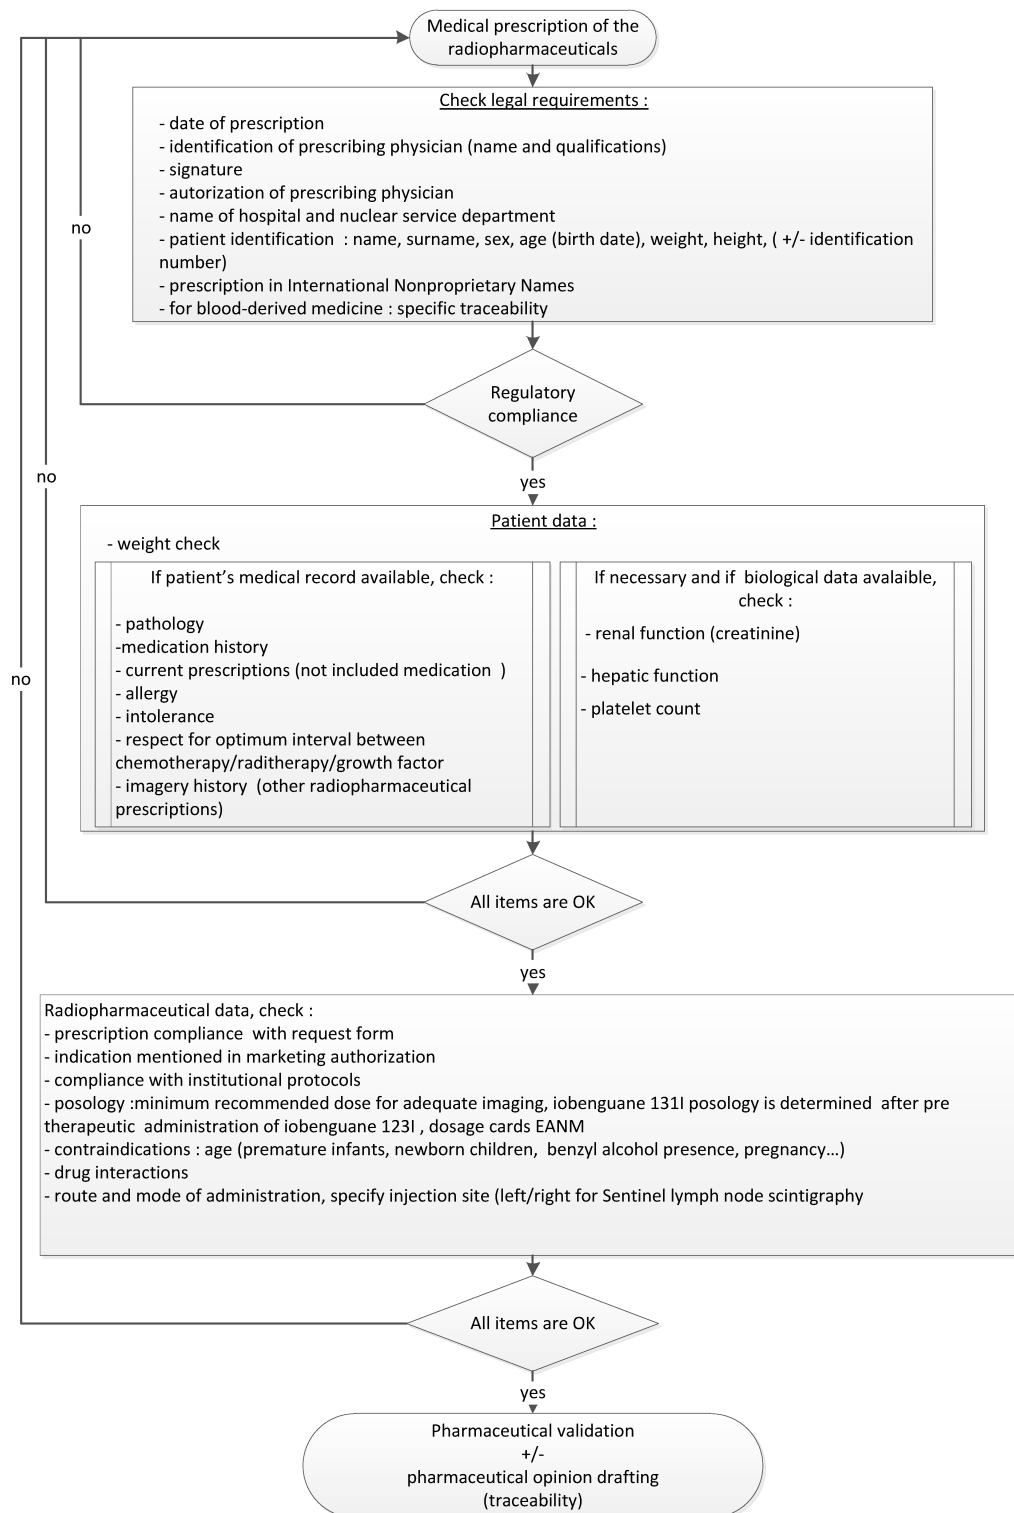 Medical prescription of the
radiopharmaceuticals
Check legal requirements :
- date of prescription
- identification of prescribing physician (name and qualifications)
- signature
- autorization of prescribing physician
- name of hospital and nuclear service department
- patient identification  : name, surname, sex, age (birth date), weight, height, ( +/- identification
number)
- prescription in International Nonproprietary Names
- for blood-derived medicine : specific traceability
no
Regulatory
compliance
no
yes
Patient data :
- weight check
If patient’s medical record available, check :
- pathology
-medication history
- current prescriptions (not included medication  )
- allergy
- intolerance
- respect for optimum interval between
chemotherapy/raditherapy/growth factor
- imagery history  (other radiopharmaceutical
prescriptions)
If necessary and if  biological data avalaible,
check :
- renal function (creatinine)
- hepatic function
- platelet count
no
All items are OK
yes
Radiopharmaceutical data, check :
- prescription compliance  with request form
- indication mentioned in marketing authorization
- compliance with institutional protocols
- posology :minimum recommended dose for adequate imaging, iobenguane 131I posology is determined  after pre
therapeutic  administration of iobenguane 123I , dosage cards EANM
- contraindications : age (premature infants, newborn children,  benzyl alcohol presence, pregnancy…)
- drug interactions
- route and mode of administration, specify injection site (left/right for Sentinel lymph node scintigraphy
All items are OK
yes
Pharmaceutical validation
+/-
pharmaceutical opinion drafting
(traceability)